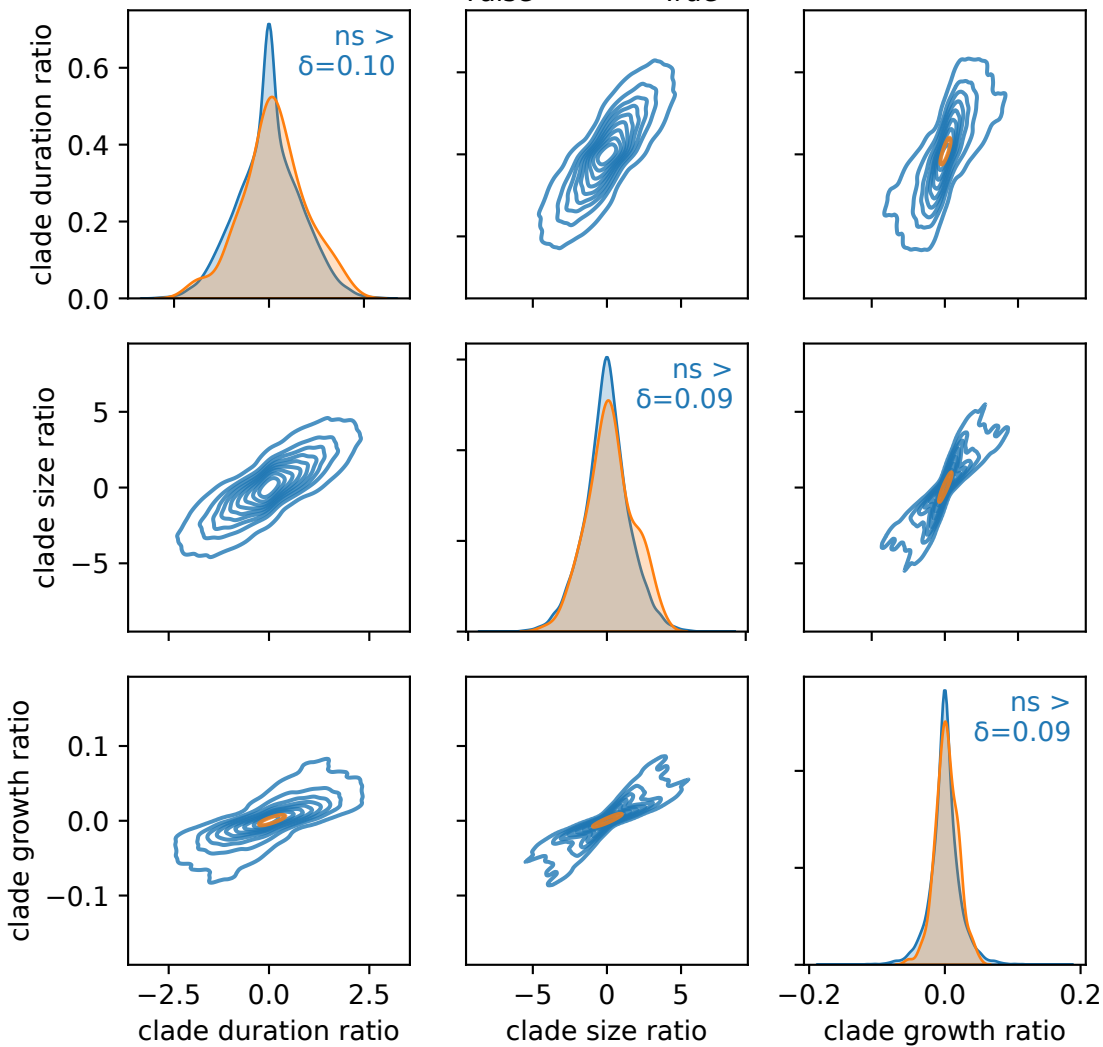 clade duration ratio
0.6
0.4
0.2
0.0
ns >
δ=0.10
clade size ratio
5
0
−5
ns >
δ=0.09
clade growth ratio
0.1
0.0
−0.1
ns >
δ=0.09
−2.5 0.0 2.5
−5 0 5
−0.2 0.0 0.2
clade duration ratio
clade size ratio
clade growth ratio